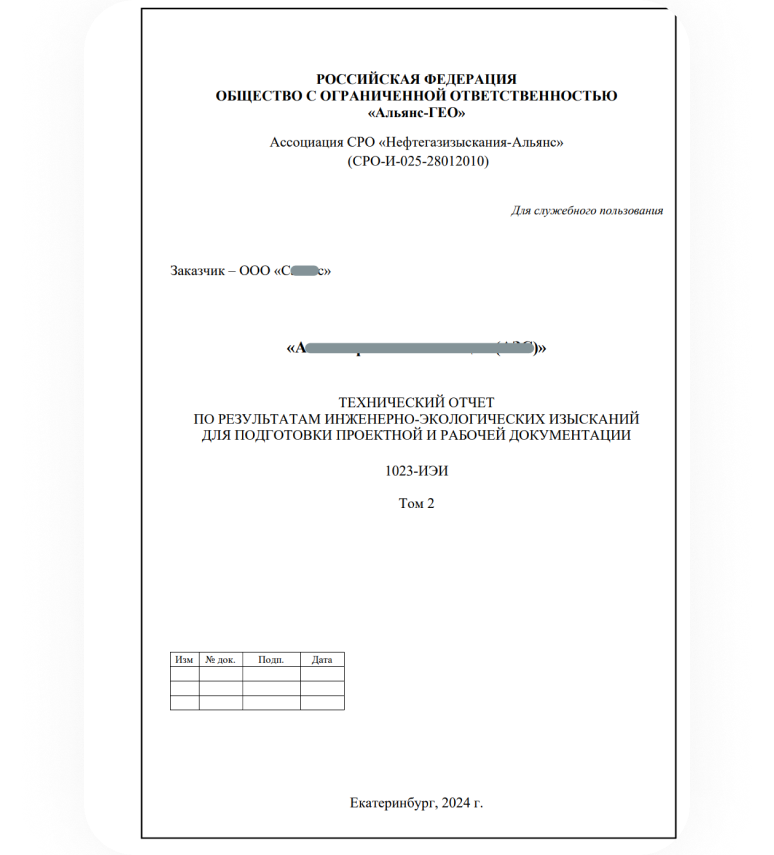 РОССИЙСКАЯ ФЕДЕРАЦИЯ
ОБЩЕСТВО С ОГРАНИЧЕННОЙ ОТВЕТСТВЕННОСТЬЮ
«Альянс-ГЕО»
Ассоциация СРО «Нефтегазизыскания-Альянс»
(СРО-И-025-28012010)
Для служебного пользования
Заказчик – ООО
ТЕХНИЧЕСКИЙ ОТЧЕТ
ПО РЕЗУЛЬТАТАМ ИНЖЕНЕРНО-ЭКОЛОГИЧЕСКИХ ИЗЫСКАНИЙ
ДЛЯ ПОДГОТОВКИ ПРОЕКТНОЙ И РАБОЧЕЙ ДОКУМЕНТАЦИИ
1023-ИЭИ
Том 2
Изм № док. Подп. Дата
Екатеринбург, 2024 г.